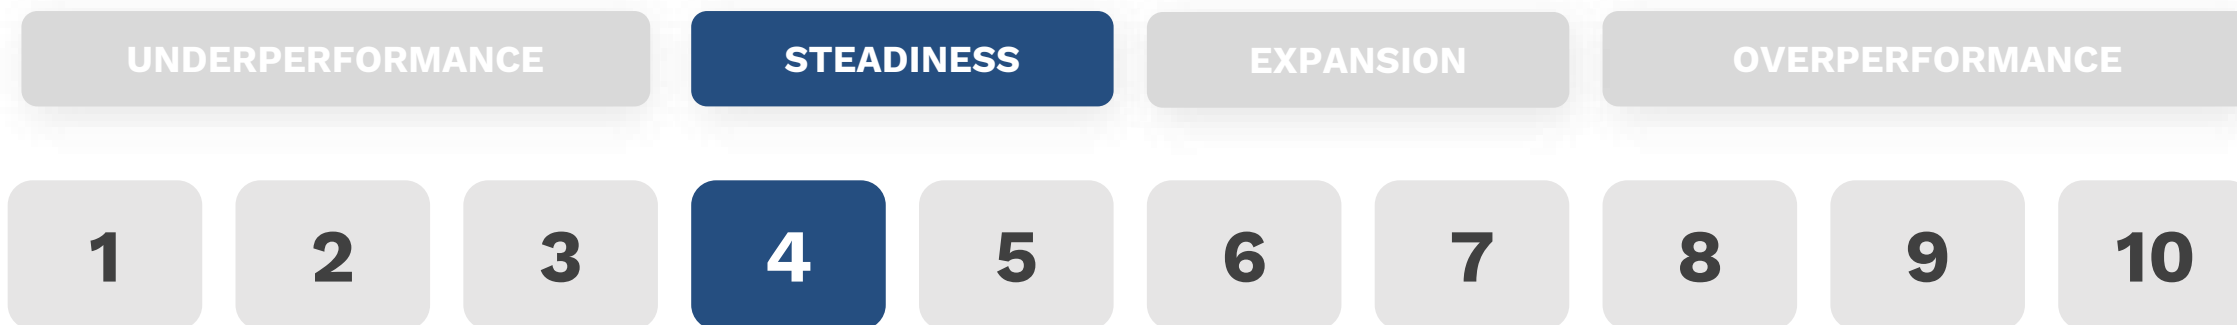 UNDERPERFORMANCE STEADINESS EXPANSION OVERPERFORMANCE
1 2 3 4 5 6 7 8 9 10